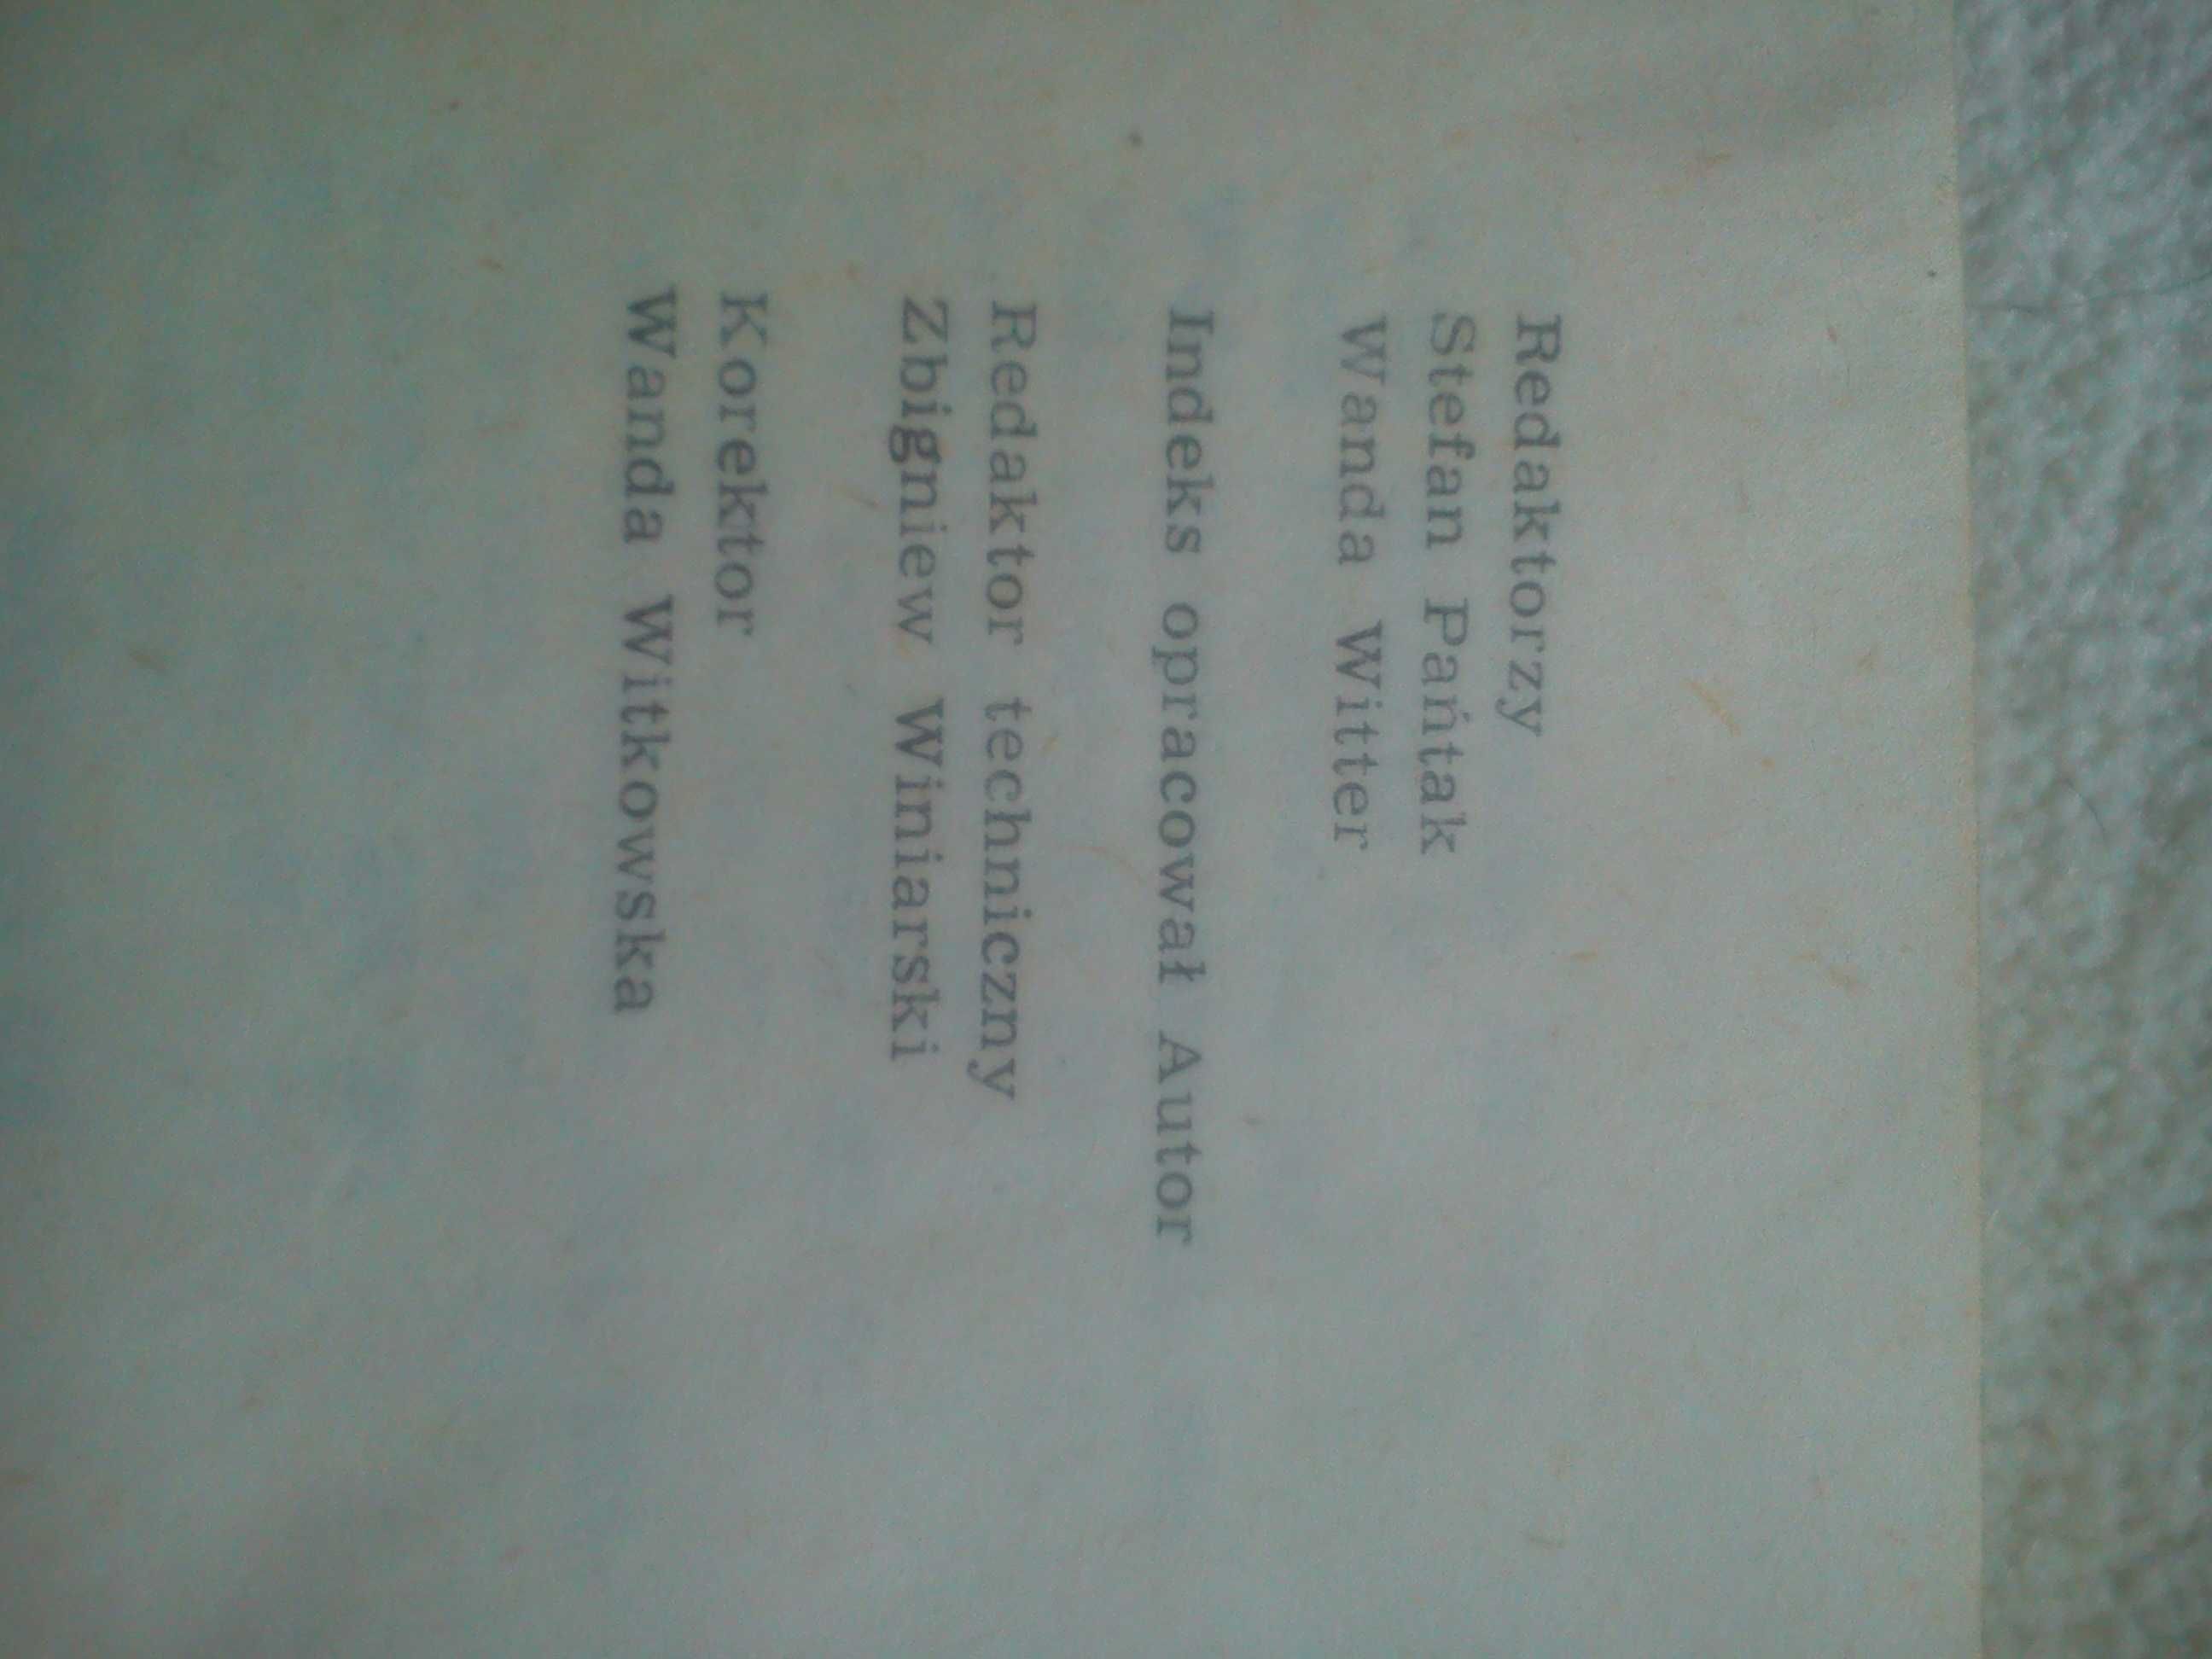 Redaktorzy
Stefan Pańtak
Wanda Witter
Indeks opracował Autor
Redaktor techniczny
Zbigniew Winiarski
Korektor
Wanda Witkowska